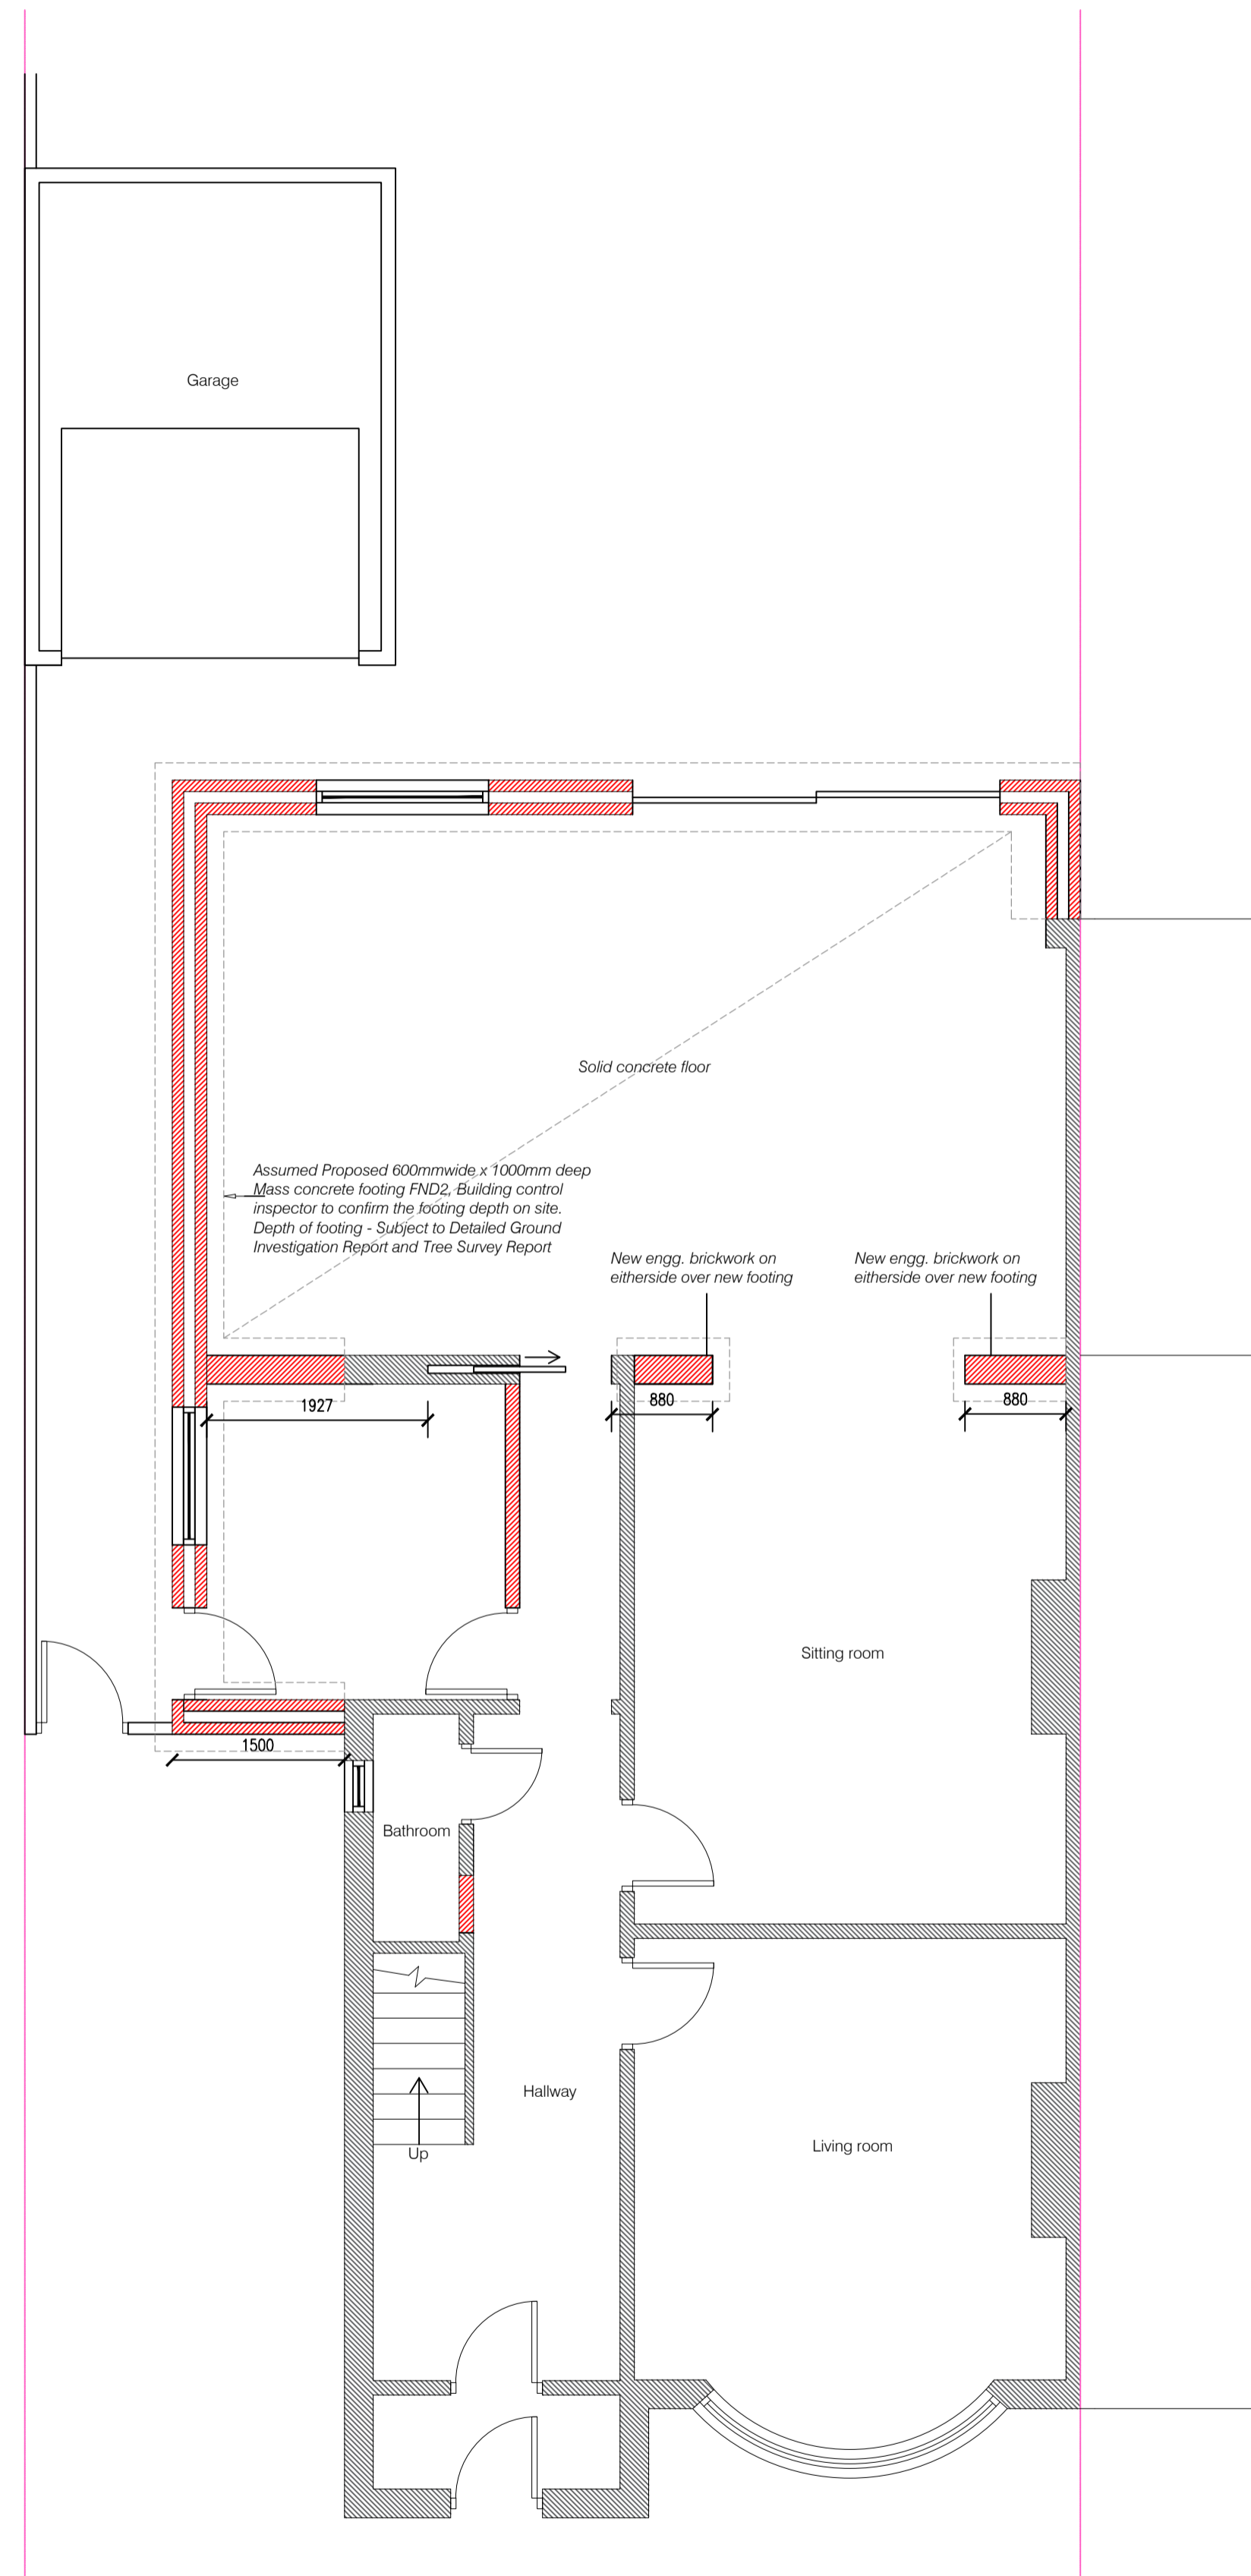 Garage
Solid concrete floor
Assumed Proposed 600mmwide x 1000mm deep
Mass concrete footing FND2, Building control
inspector to confirm the footing depth on site.
Depth of footing - Subject to Detailed Ground
Investigation Report and Tree Survey Report
New engg. brickwork on
eitherside over new footing
New engg. brickwork on
eitherside over new footing
1927
880
880
Sitting room
1500
Bathroom
Hallway
Up
Living room